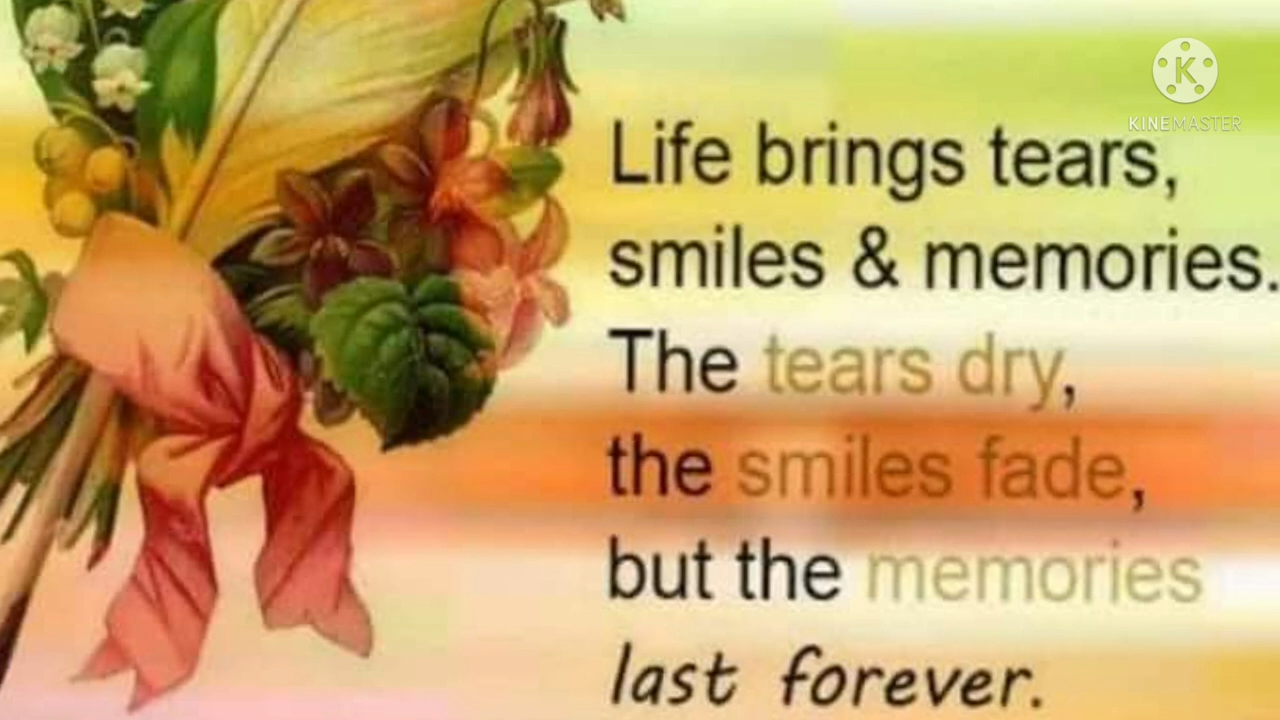 K
KINEMASTER
Life brings tears,
smiles & memories.
The tears dry,
the smiles fade,
but the memories
last forever.